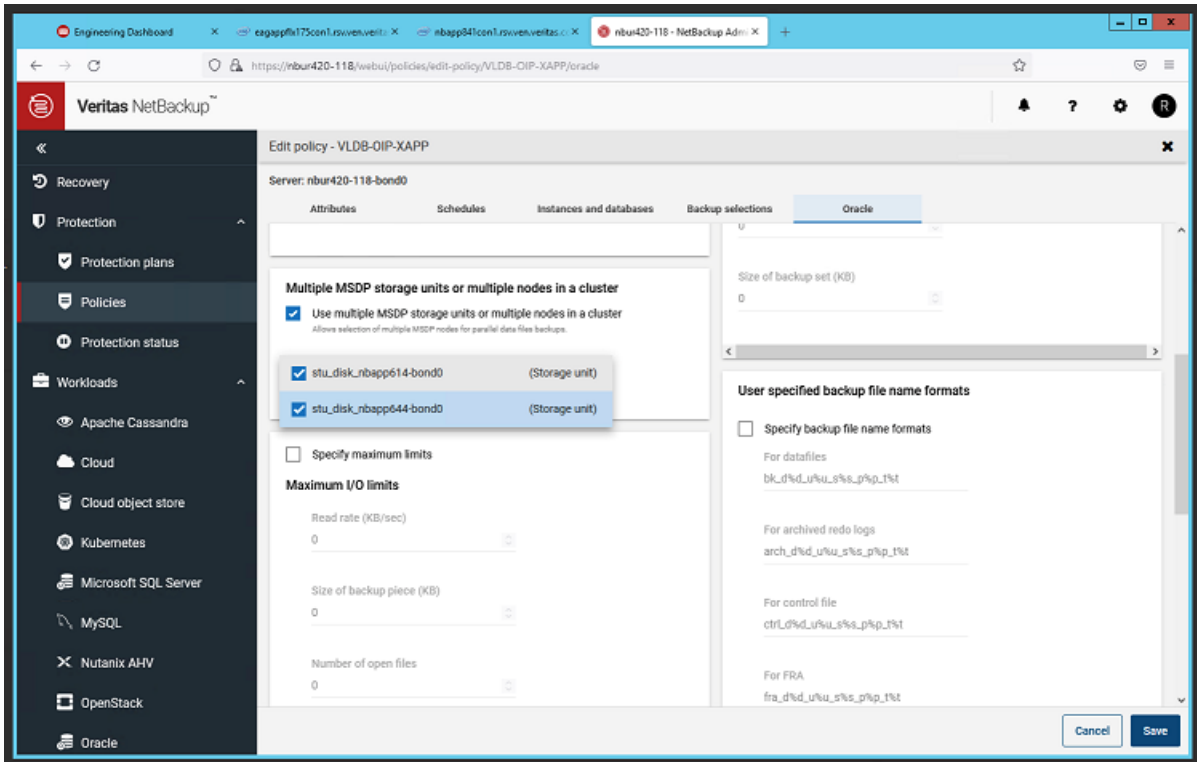 Engineering Dashboard
eagappflx175con1.rsv.ven.verita
nbapp841con1.rsv.ven.veritas.c
nbur420-118 - NetBackup Adm
https://nbur420-118/webui/policies/edit-policy/VLDB-OIP-XAPP/oracle
Veritas NetBackup™
R
Recovery
Protection
Protection plans
Policies
Protection status
Workloads
Apache Cassandra
Cloud
Cloud object store
Kubernetes
Microsoft SQL Server
MySQL
Nutanix AHV
OpenStack
Oracle
Edit policy - VLDB-OIP-XAPP
Server: nbur420-118-bond0
Attributes Schedules Instances and databases Backup selections Oracle
Multiple MSDP storage units or multiple nodes in a cluster
Use multiple MSDP storage units or multiple nodes in a cluster
Allows selection of multiple MSDP nodes for parallel data files backups.
stu_disk_nbapp614-bond0 (Storage unit)
stu_disk_nbapp644-bond0 (Storage unit)
Specify maximum limits
Maximum I/O limits
Read rate (KB/sec)
0
Size of backup piece (KB)
0
Number of open files
0
0
Size of backup set (KB)
0
User specified backup file name formats
Specify backup file name formats
For datafiles
bk_d%d_u%u_s%s_p%p_t%t
For archived redo logs
arch_d%d_u%u_s%s_p%p_t%t
For control file
ctrl_d%d_u%u_s%s_p%p_t%t
For FRA
fra_d%d_u%u_s%s_p%p_t%t
Cancel Save